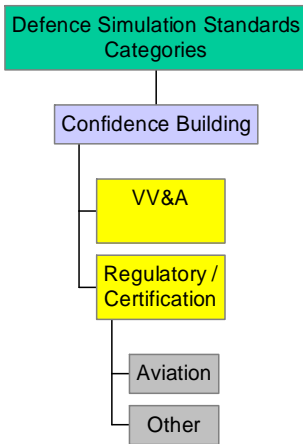 Defence Simulation Standards
Categories
Confidence Building
VV&A
Regulatory /
Certification
Aviation
Other